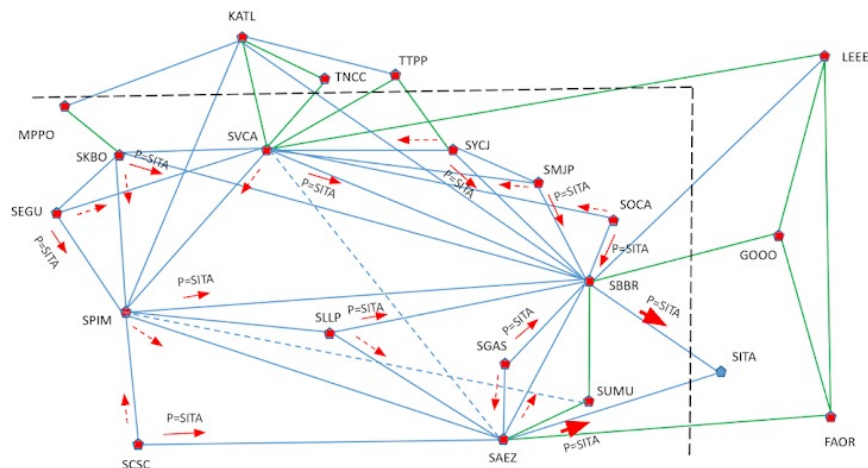 KATL
TTPP
LEEE
TNCC
MPPO
SVCA
SYCJ
SKBO
P=SITA
SMJP
P=SITA
P=SITA
P=SITA
SOCA
SEGU
P=SITA
P=SITA
GOOO
P=SITA
SBBR
SPIM
SLLP
P=SITA
P=SITA
P=SITA
SGAS
SITA
SUMU
P=SITA
P=SITA
SCSC
SAEZ
FAOR